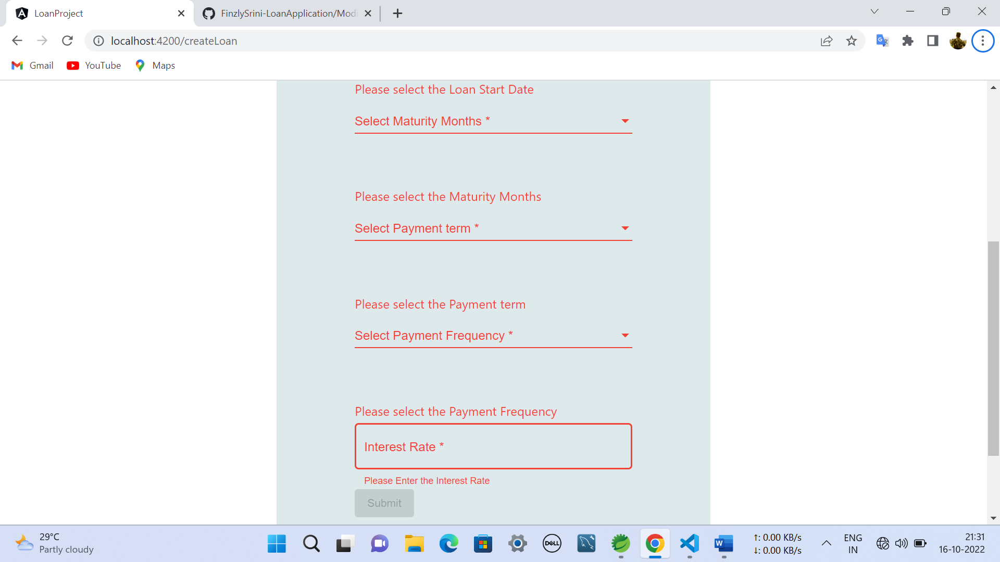 LoanProject
FinzlySrini-LoanApplication/Modi
localhost:4200/createLoan
Gmail
YouTube
Maps
Please select the Loan Start Date
Select Maturity Months *
Please select the Maturity Months
Select Payment term *
Please select the Payment term
Select Payment Frequency *
Please select the Payment Frequency
Interest Rate *
Please Enter the Interest Rate
Submit
29°C
Partly cloudy
DELL
W
↑: 0.00 KB/s
↓: 0.00 KB/s
ENG
IN
21:31
16-10-2022